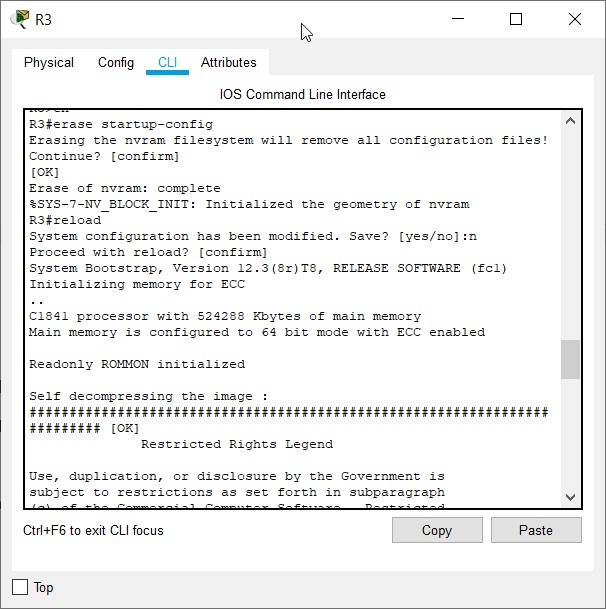 R3
Physical
Config
CLI
Attributes
IOS Command Line Interface
R3#erase startup-config
Erasing the nvram filesystem will remove all configuration files!
Continue? [confirm]
[OK]
Erase of nvram: complete
%SYS-7-NV_BLOCK_INIT: Initialized the geometry of nvram
R3#reload
System configuration has been modified. Save? [yes/no]:n
Proceed with reload? [confirm]
System Bootstrap, Version 12.3(8r)T8, RELEASE SOFTWARE (fc1)
Initializing memory for ECC
..
C1841 processor with 524288 Kbytes of main memory
Main memory is configured to 64 bit mode with ECC enabled
Readonly ROMMON initialized
Self decompressing the image :
#################################################################
######### [OK]
Restricted Rights Legend
Use, duplication, or disclosure by the Government is
subject to restrictions as set forth in subparagraph
(c) of the Commercial Computer Software - Restricted
Ctrl+F6 to exit CLI focus
Copy
Paste
Top